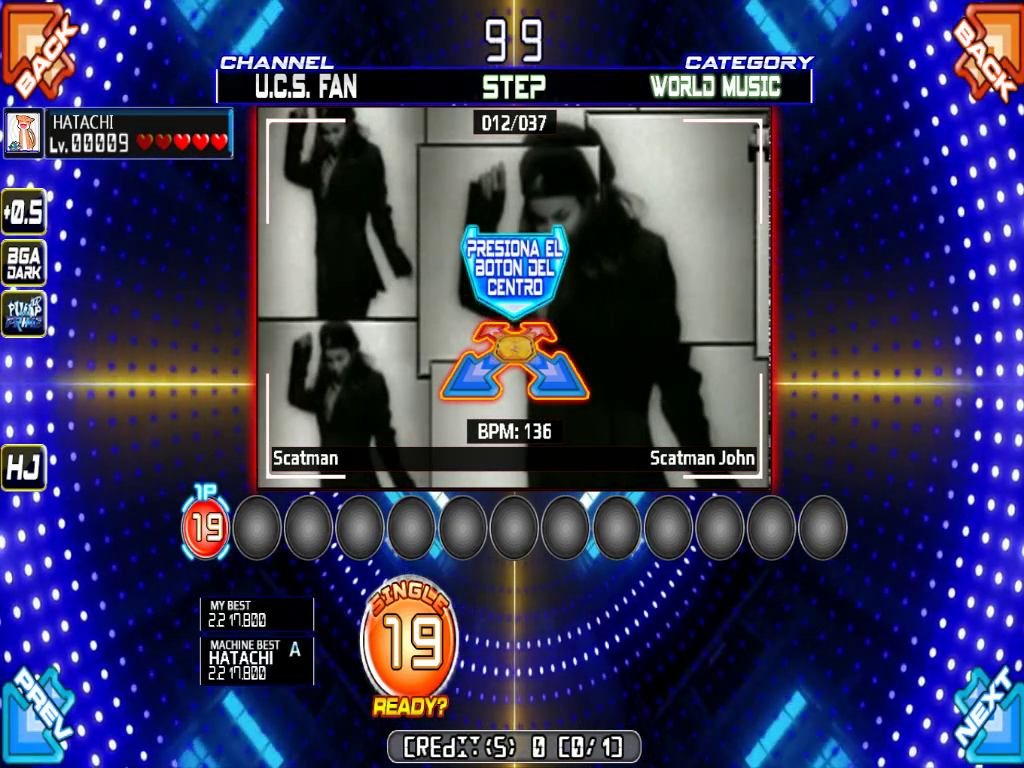 BACK
99
BACK
CHANNEL
CATEGORY
U.C.S. FAN
STEP
WORLD MUSIC
HATACHI
Lv.00009
012/037
+0.5
BGA
DARK
PUMP
PRIME
PRESIONA EL
BOTON DEL
CENTRO
BPM: 136
HJ
Scatman
Scatman John
1P
19
SINGLE
19
READY?
MY BEST
2.217.800
MACHINE BEST
A
HATACHI
2.217.800
PREV
NEXT
CREDIT(S) 0 [0/1]